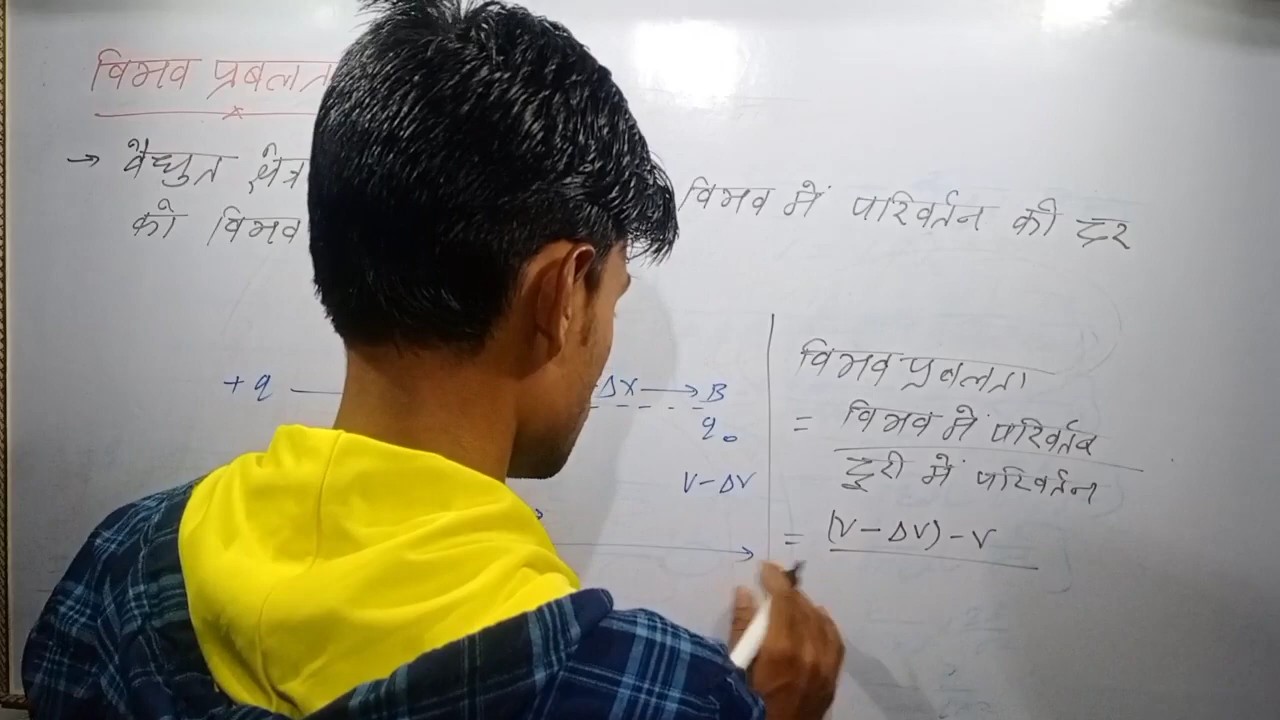 विभव प्रबलता
→ वैद्युत क्षेत्र
विभव में परिवर्तन की दर
को विभव
+q Δx → B
q₀
V-ΔV
विभव प्रबलता
= विभव में परिवर्तन
दूरी में परिवर्तन
= (V-ΔV)-V